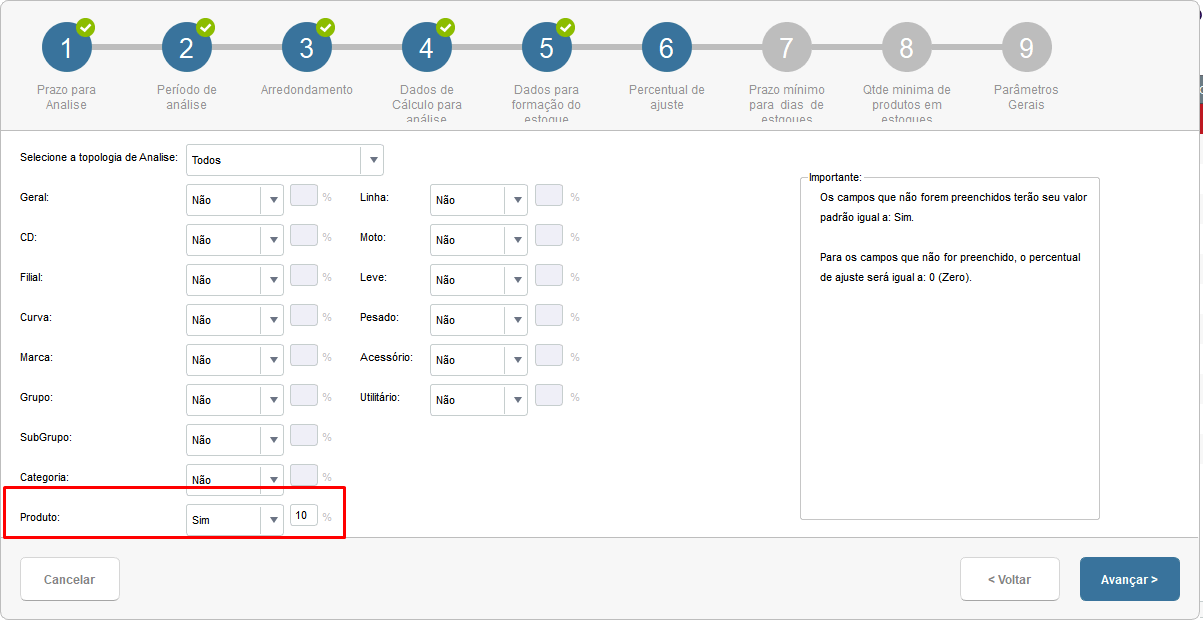 1
2
3
4
5
6
7
8
9
Prazo para
Analise
Período de
análise
Arredondamento
Dados de
Cálculo para
análise
Dados para
formação do
estoque
Percentual de
ajuste
Prazo mínimo
para dias de
estoques
Qtde minima de
produtos em
estoques
Parâmetros
Gerais
Selecione a topologia de Analise: Todos
Geral: Não % Linha: Não %
CD: Não % Moto: Não %
Filial: Não % Leve: Não %
Curva: Não % Pesado: Não %
Marca: Não % Acessório: Não %
Grupo: Não % Utilitário: Não %
SubGrupo: Não %
Categoria: Não %
Produto: Sim 10 %
Importante:
Os campos que não forem preenchidos terão seu valor
padrão igual a: Sim.
Para os campos que não for preenchido, o percentual
de ajuste será igual a: 0 (Zero).
Cancelar
< Voltar
Avançar >